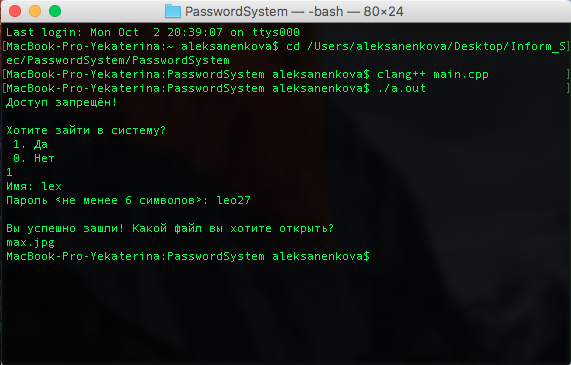 PasswordSystem — -bash — 80×24
Last login: Mon Oct  2 20:39:07 on ttys000
[MacBook-Pro-Yekaterina:~ aleksanenkova$ cd /Users/aleksanenkova/Desktop/Inform_S]
ec/PasswordSystem/PasswordSystem
[MacBook-Pro-Yekaterina:PasswordSystem aleksanenkova$ clang++ main.cpp ]
[MacBook-Pro-Yekaterina:PasswordSystem aleksanenkova$ ./a.out ]
Доступ запрещён!
Хотите зайти в систему?
1. Да
0. Нет
1
Имя: lex
Пароль <не менее 6 символов>: leo27
Вы успешно зашли! Какой файл вы хотите открыть?
max.jpg
MacBook-Pro-Yekaterina:PasswordSystem aleksanenkova$